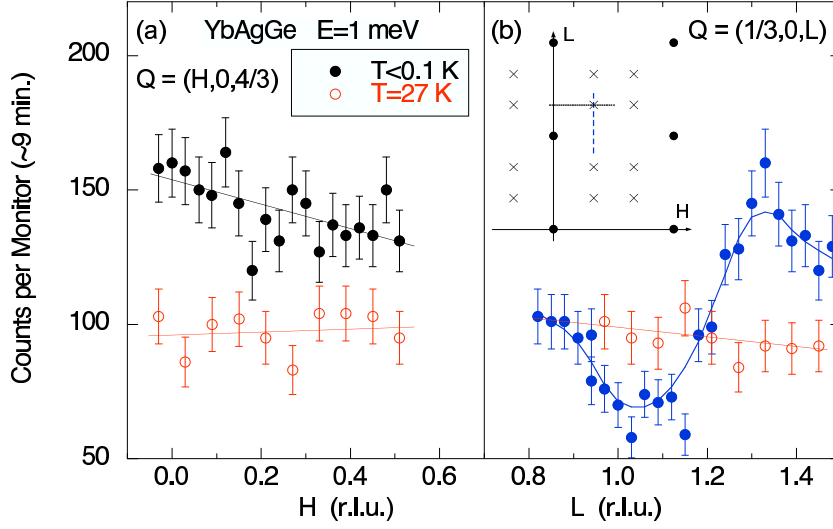 (a) YbAgGe E=1 meV
Q = (H,0,4/3)
T<0.1 K
T=27 K
(b) Q = (1/3,0,L)
L
H
Counts per Monitor (~9 min.)
200
150
100
50
0.0 0.2 0.4 0.6
H (r.l.u.)
0.8 1.0 1.2 1.4
L (r.l.u.)